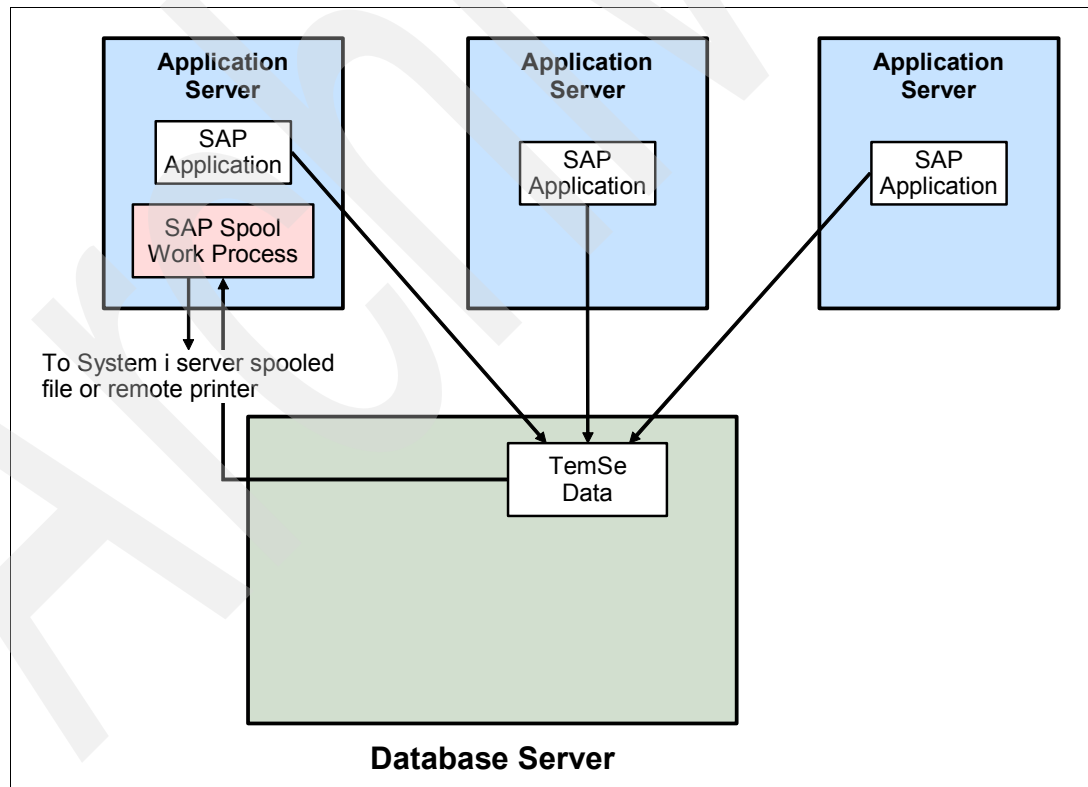 Application
Server
SAP
Application
SAP Spool
Work Process
To System i server spooled
file or remote printer
Application
Server
SAP
Application
Application
Server
SAP
Application
TemSe
Data
Database Server